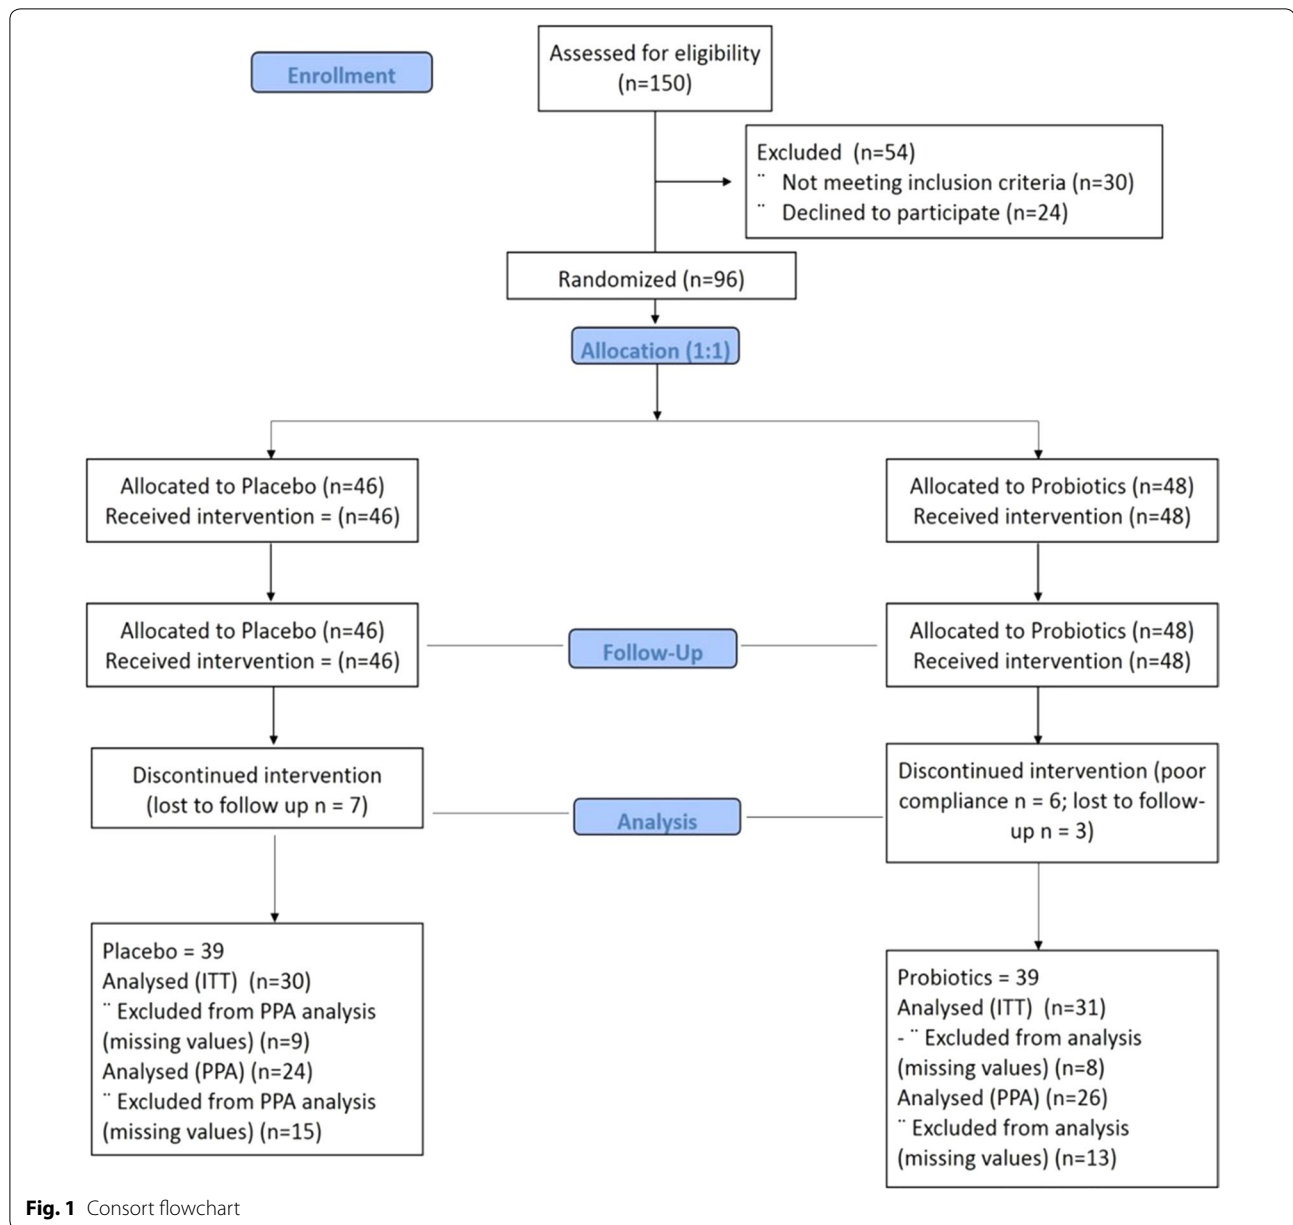 Enrollment
Assessed for eligibility
(n=150)
Excluded  (n=54)
¨ Not meeting inclusion criteria (n=30)
¨ Declined to participate (n=24)
Randomized (n=96)
Allocation (1:1)
Allocated to Placebo (n=46)
Received intervention = (n=46)
Allocated to Probiotics (n=48)
Received intervention (n=48)
Allocated to Placebo (n=46)
Received intervention = (n=46)
Follow-Up
Allocated to Probiotics (n=48)
Received intervention (n=48)
Discontinued intervention
(lost to follow up n = 7)
Analysis
Discontinued intervention (poor
compliance n = 6; lost to follow-
up n = 3)
Placebo = 39
Analysed (ITT)  (n=30)
¨ Excluded from PPA analysis
(missing values) (n=9)
Analysed (PPA) (n=24)
¨ Excluded from PPA analysis
(missing values) (n=15)
Probiotics = 39
Analysed (ITT)  (n=31)
- ¨ Excluded from analysis
(missing values) (n=8)
Analysed (PPA) (n=26)
¨ Excluded from analysis
(missing values) (n=13)
Fig. 1 Consort flowchart